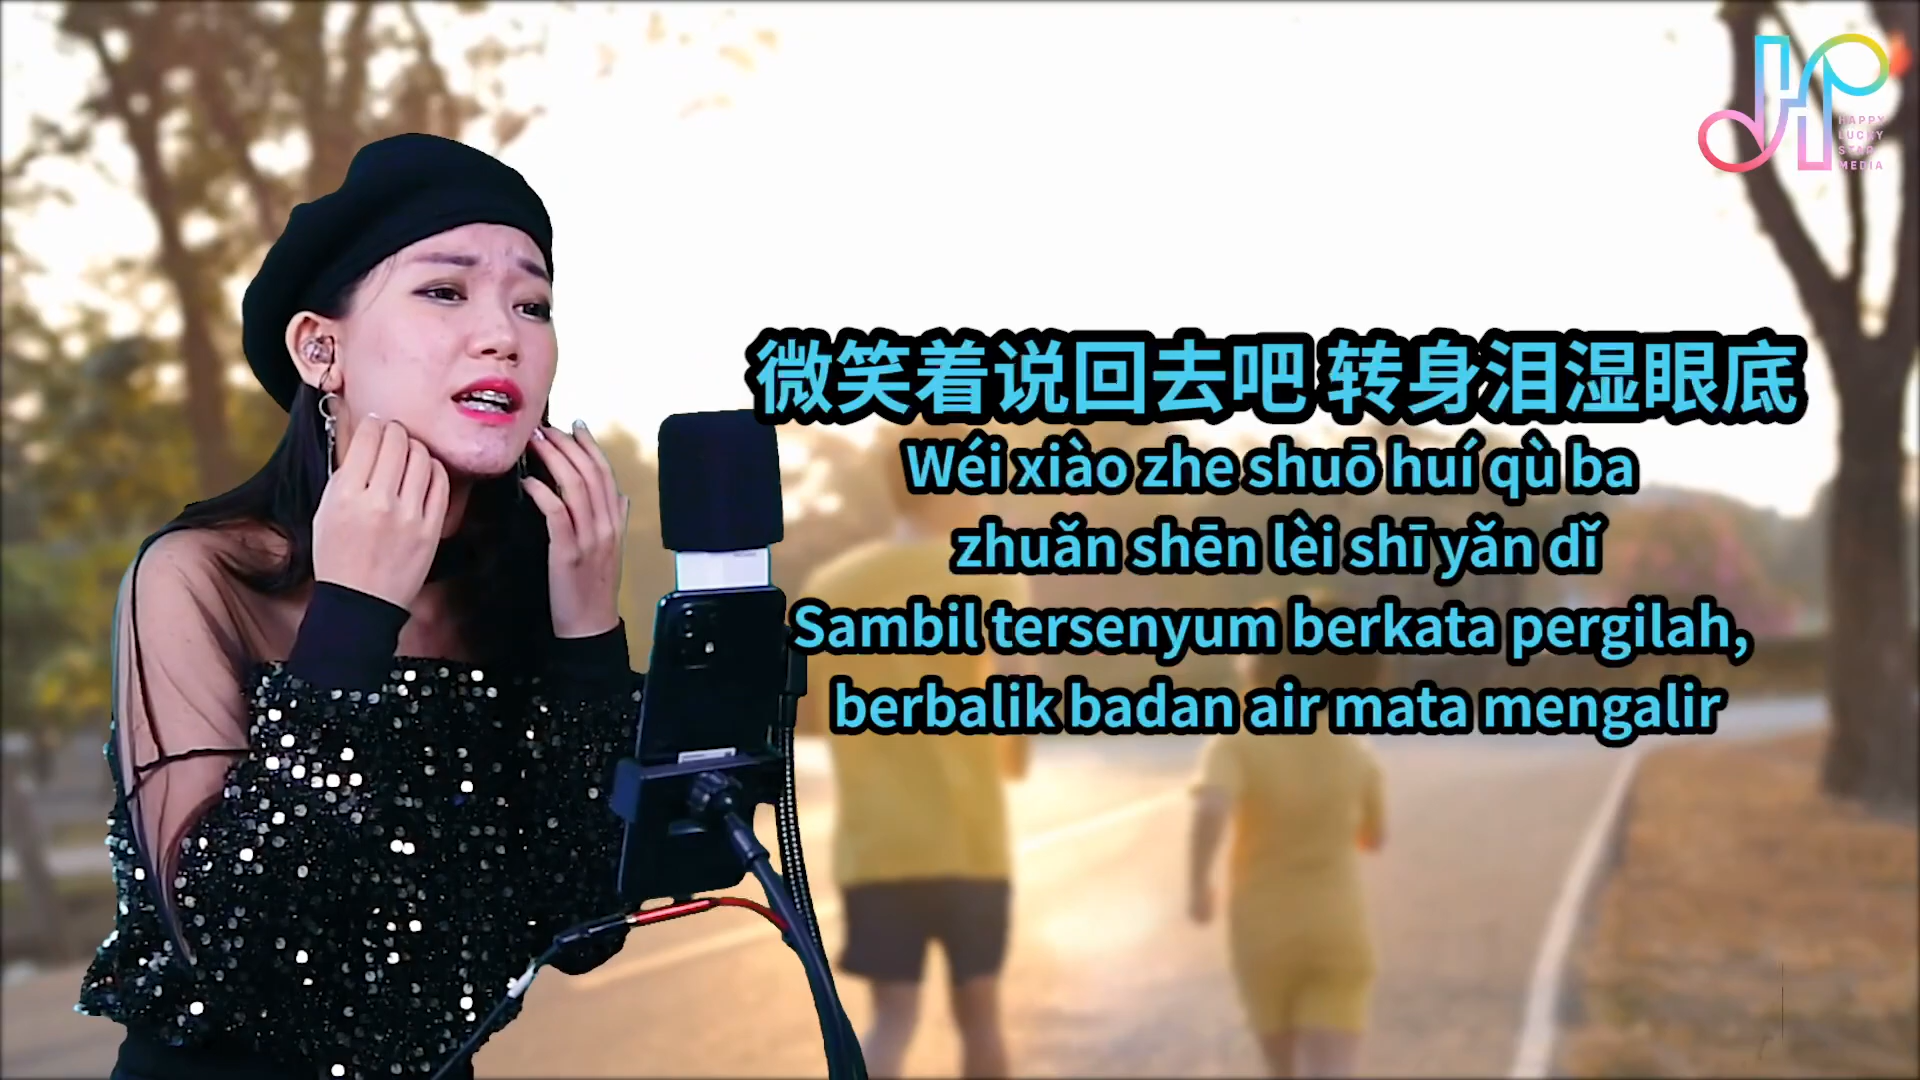 HAPPY
LUCKY
STAR
MEDIA
微笑着说回去吧 转身泪湿眼底
Wéi xiào zhe shuō huí qù ba
zhuǎn shēn lèi shī yǎn dǐ
Sambil tersenyum berkata pergilah,
berbalik badan air mata mengalir